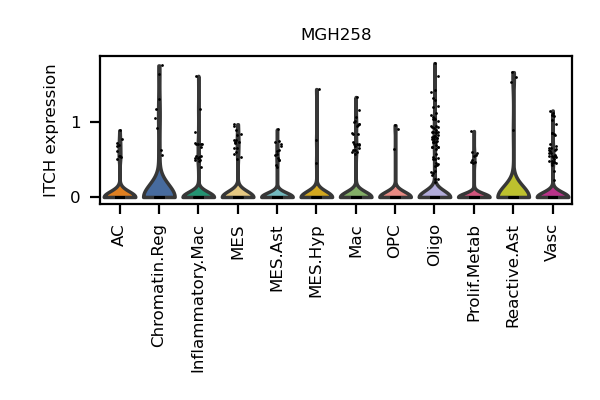 MGH258
ITCH expression
1
0
AC
Chromatin.Reg
Inflammatory.Mac
MES
MES.Ast
MES.Hyp
Mac
OPC
Oligo
Prolif.Metab
Reactive.Ast
Vasc